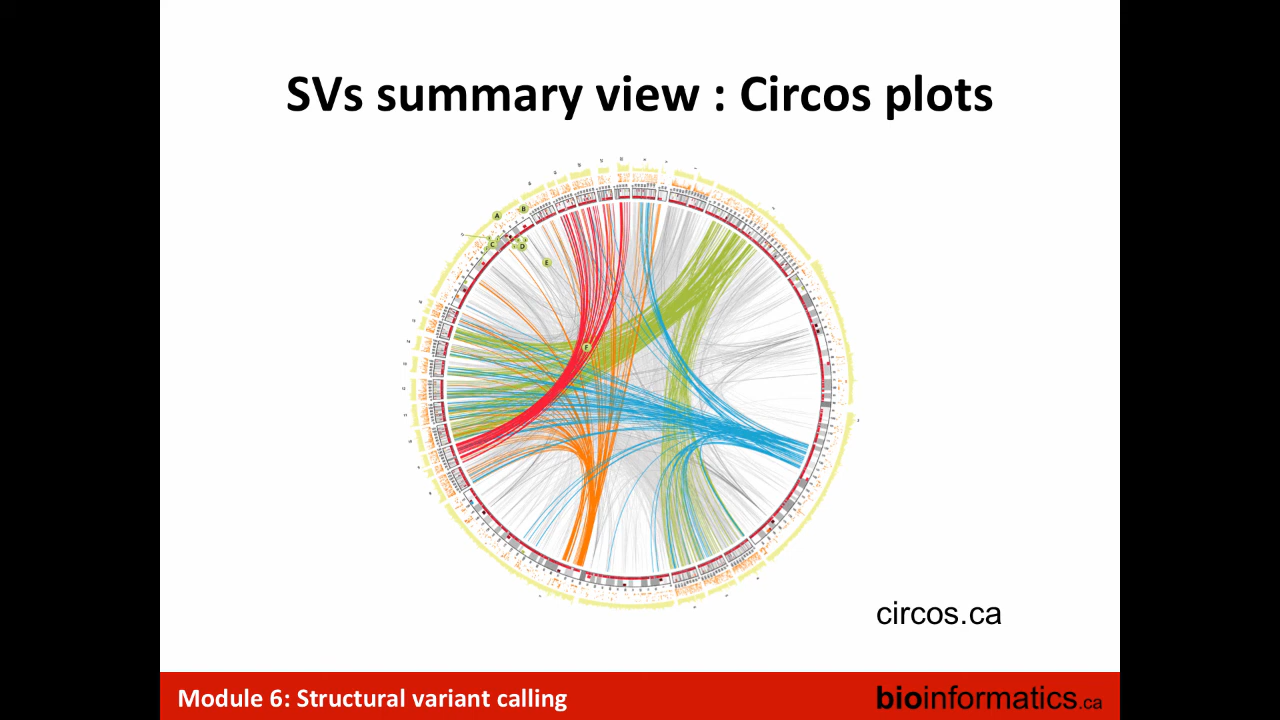 SVs summary view : Circos plots
A
B
C
D
E
F
circos.ca
Module 6: Structural variant calling
bioinformatics.ca